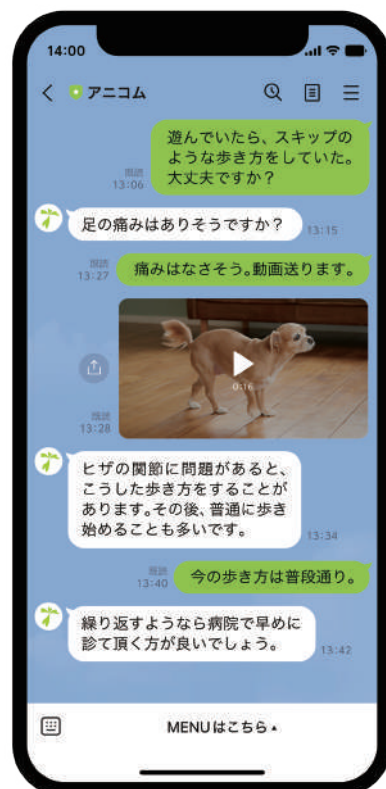 14:00
アニコム
遊んでいたら、スキップの
ような歩き方をしていた。
大丈夫ですか？
既読
13:06
足の痛みはありそうですか？
13:15
既読
13:27
痛みはなさそう。動画送ります。
0:16
既読
13:28
ヒザの関節に問題があると、
こうした歩き方をすることが
あります。その後、普通に歩き
始めることも多いです。
13:34
既読
13:40
今の歩き方は普段通り。
繰り返すようなら病院で早めに
診て頂く方が良いでしょう。
13:42
MENUはこちら▲